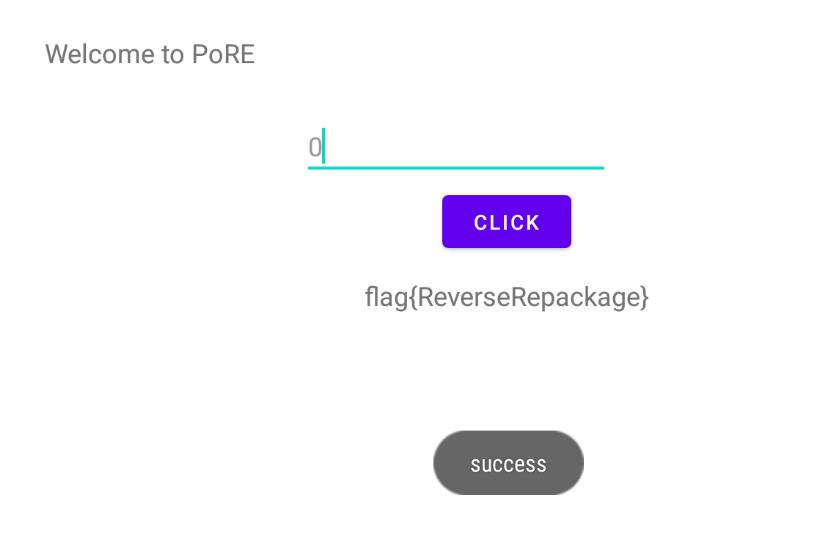 Welcome to PoRE
0
CLICK
flag{ReverseRepackage}
success